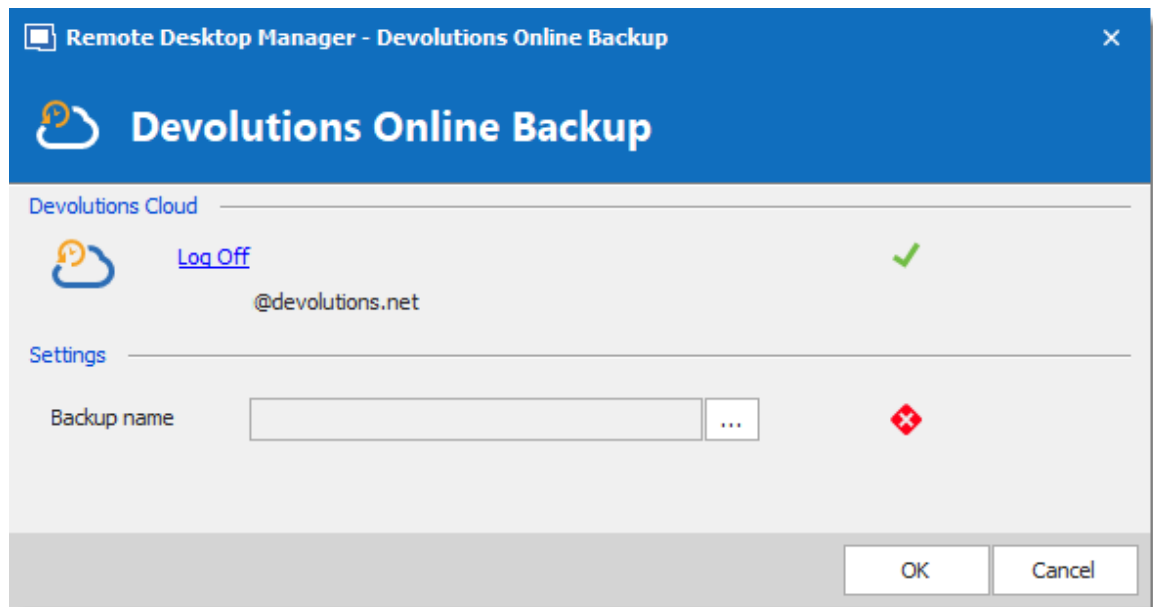 Remote Desktop Manager - Devolutions Online Backup
Devolutions Online Backup
Devolutions Cloud
Log Off
@devolutions.net
Settings
Backup name ...
OK Cancel